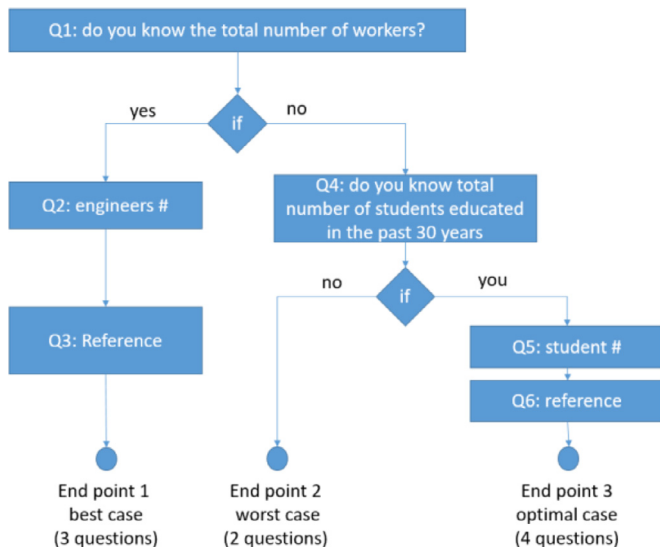 Q1: do you know the total number of workers?
if
yes
no
Q2: engineers #
Q4: do you know total
number of students educated
in the past 30 years
Q3: Reference
if
no
you
Q5: student #
Q6: reference
End point 1
best case
(3 questions)
End point 2
worst case
(2 questions)
End point 3
optimal case
(4 questions)